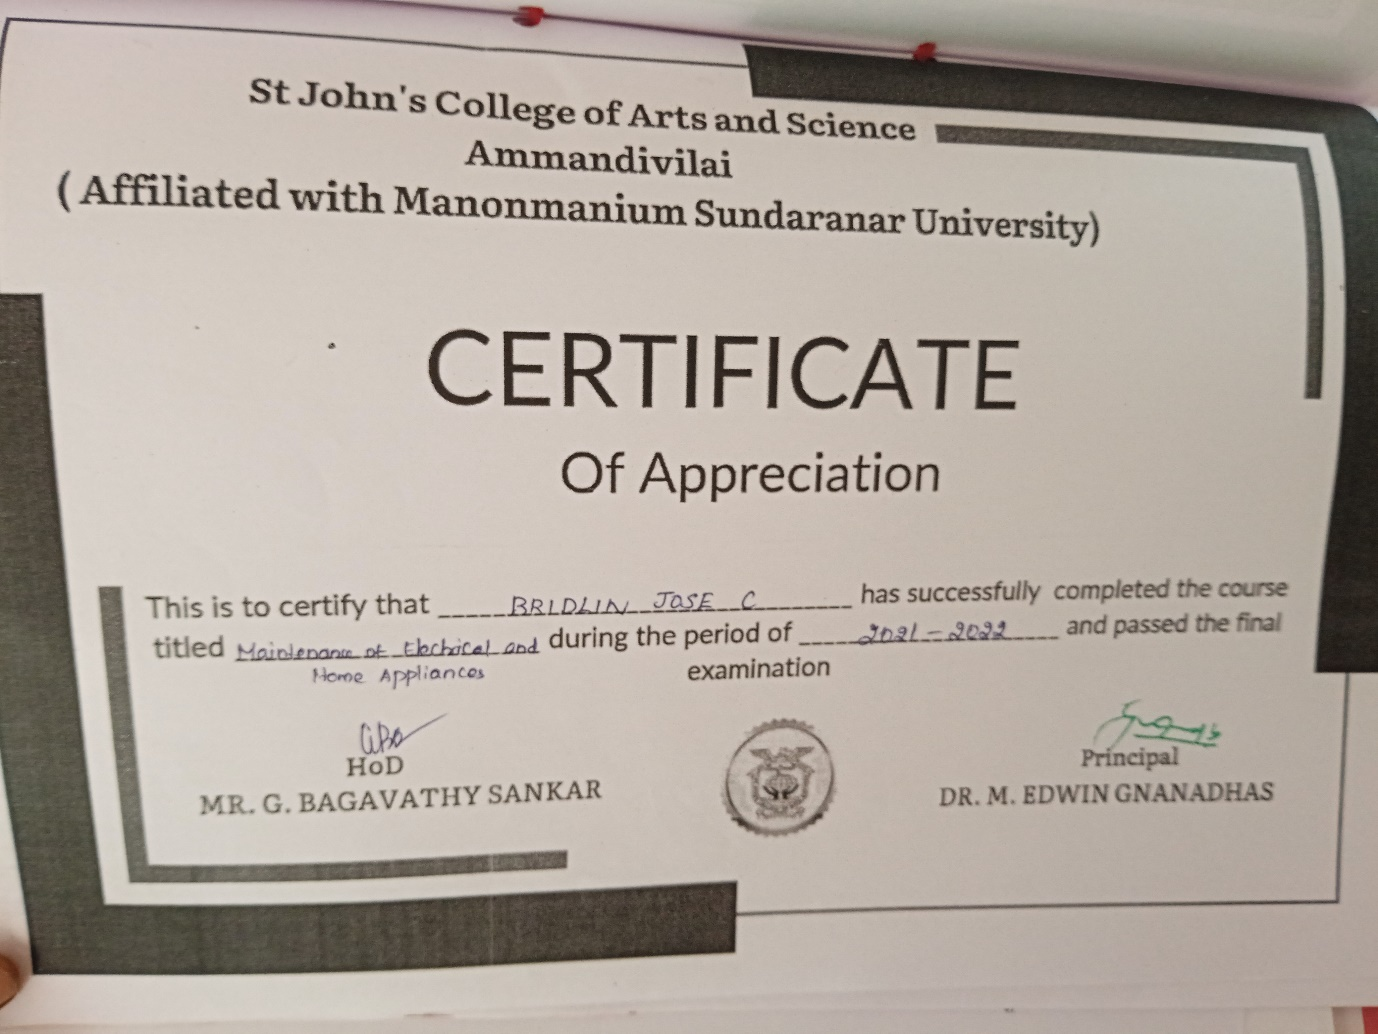 St John's College of Arts and Science
Ammandivilai
( Affiliated with Manonmanium Sundaranar University)
CERTIFICATE
Of Appreciation
This is to certify that BRIDLIN JOSE C has successfully completed the course
titled Maintenance of Electrical and during the period of 2021-2022 and passed the final
Home Appliances examination
HoD
Principal
MR. G. BAGAVATHY SANKAR
DR. M. EDWIN GNANADHAS